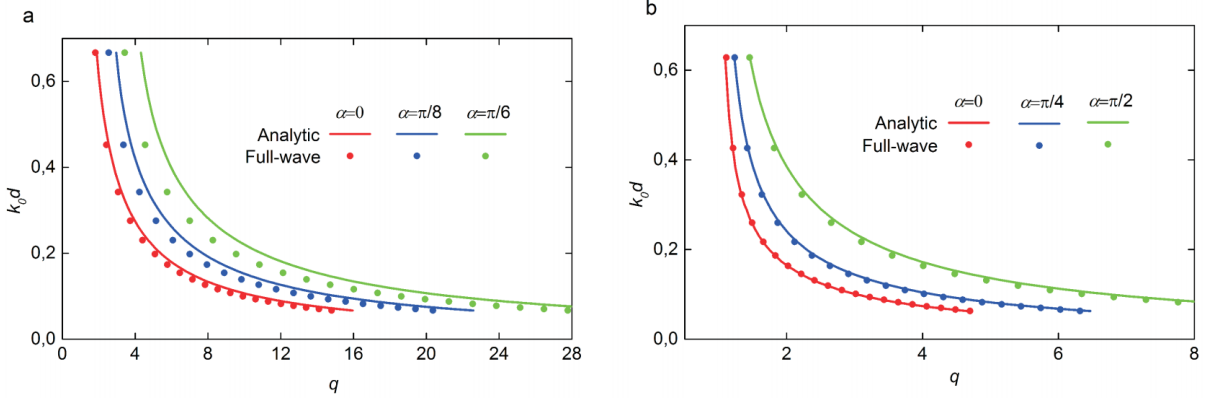 a
k₀d
0,6
0,4
0,2
0,0
0 4 8 12 16 20 24 28
q
α=0 α=π/8 α=π/6
Analytic
Full-wave
b
k₀d
0,6
0,4
0,2
0,0
2 4 6 8
q
α=0 α=π/4 α=π/2
Analytic
Full-wave